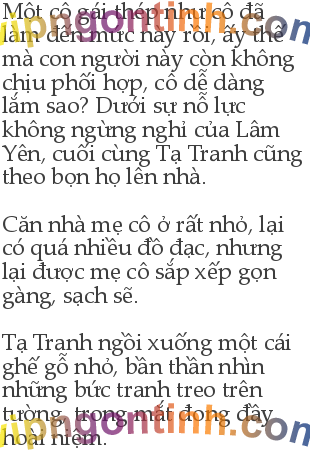 Một cô gái thép như cô đã
làm đến mức này rồi, ấy thế
mà con người này còn không
chịu phối hợp, cô dễ dàng
lắm sao? Dưới sự nỗ lực
không ngừng nghỉ của Lâm
Yên, cuối cùng Tạ Tranh cũng
theo bọn họ lên nhà.
Căn nhà mẹ cô ở rất nhỏ, lại
có quá nhiều đồ đạc, nhưng
lại được mẹ cô sắp xếp gọn
gàng, sạch sẽ.
Tạ Tranh ngồi xuống một cái
ghế gỗ nhỏ, bần thần nhìn
những bức tranh treo trên
tường, trong mắt đong đầy
hoài niệm.